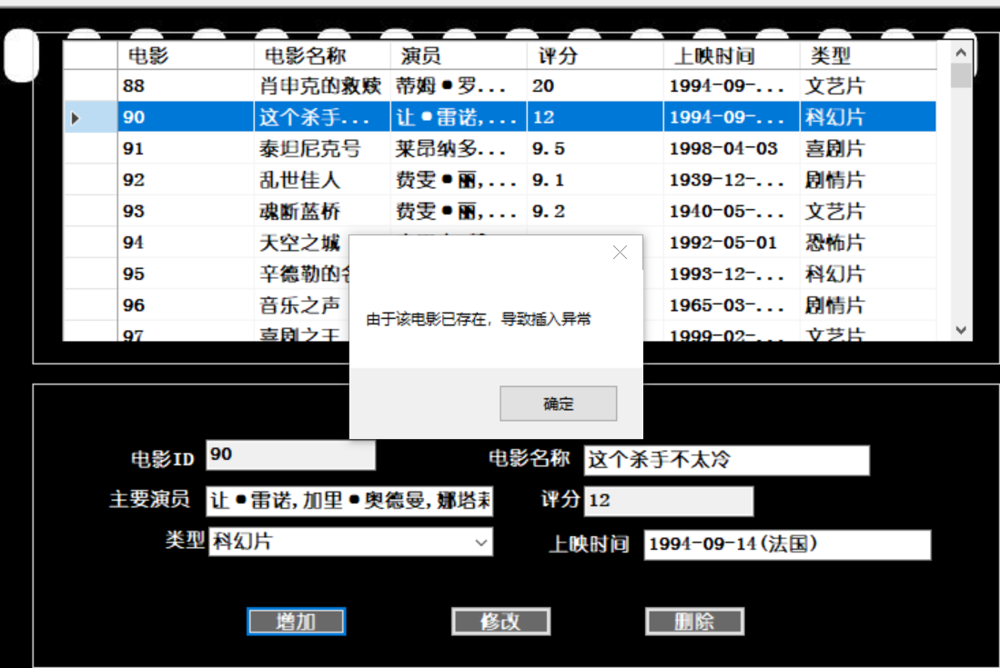 电影 电影名称 演员 评分 上映时间 类型
88 肖申克的救赎 蒂姆●罗... 20 1994-09-... 文艺片
90 这个杀手... 让●雷诺,... 12 1994-09-... 科幻片
91 泰坦尼克号 莱昂纳多... 9.5 1998-04-03 喜剧片
92 乱世佳人 费雯●丽,... 9.1 1939-12-... 剧情片
93 魂断蓝桥 费雯●丽,... 9.2 1940-05-... 文艺片
94 天空之城 1992-05-01 恐怖片
95 辛德勒的 1993-12-... 科幻片
96 音乐之声 1965-03-... 剧情片
97 喜剧之王 1999-02-... 文艺片
由于该电影已存在，导致插入异常
确定
电影ID 90 电影名称 这个杀手不太冷
主要演员 让●雷诺,加里●奥德曼,娜塔莉 评分 12
类型 科幻片 上映时间 1994-09-14(法国)
增加 修改 删除